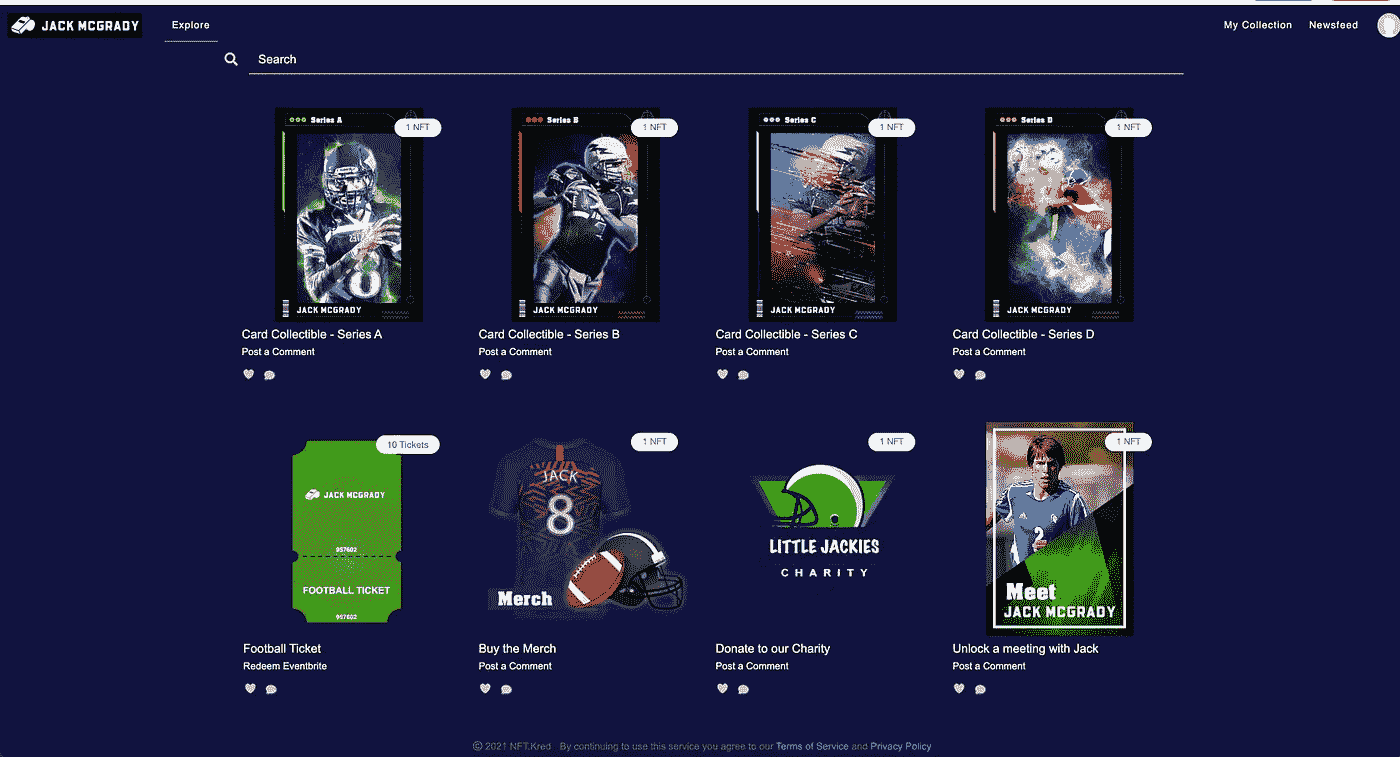 JACK MCGRADY
Explore
My Collection
Newsfeed
Search
Series A
1 NFT
Series B
1 NFT
Series C
1 NFT
Series D
1 NFT
JACK MCGRADY
JACK MCGRADY
JACK MCGRADY
JACK MCGRADY
Card Collectible - Series A
Post a Comment
Card Collectible - Series B
Post a Comment
Card Collectible - Series C
Post a Comment
Card Collectible - Series D
Post a Comment
10 Tickets
JACK MCGRADY
957602
FOOTBALL TICKET
957602
1 NFT
JACK
8
Merch
1 NFT
LITTLE JACKIES
CHARITY
1 NFT
2
Meet
JACK MCGRADY
Football Ticket
Redeem Eventbrite
Buy the Merch
Post a Comment
Donate to our Charity
Post a Comment
Unlock a meeting with Jack
Post a Comment
© 2021 NFT.Kred By continuing to use this service you agree to our Terms of Service and Privacy Policy